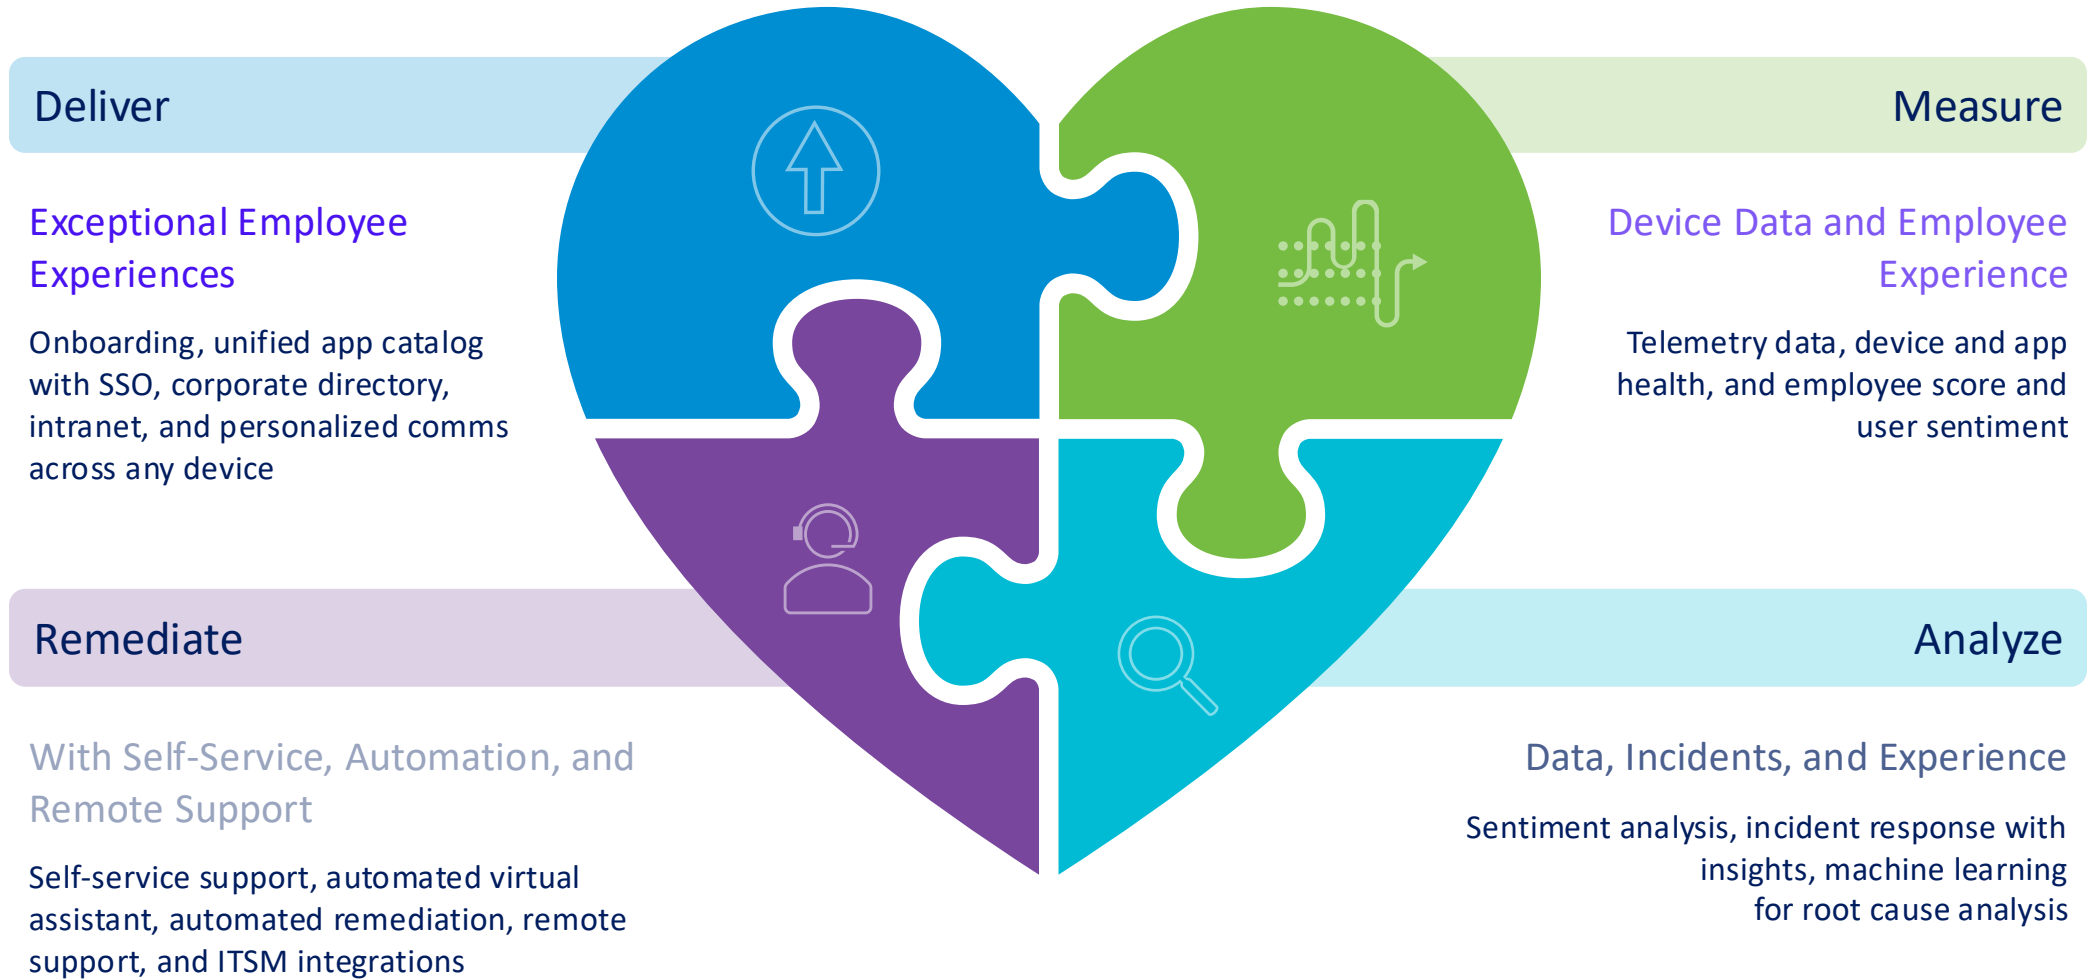 Deliver
Exceptional Employee
Experiences
Onboarding, unified app catalog
with SSO, corporate directory,
intranet, and personalized comms
across any device
Measure
Device Data and Employee
Experience
Telemetry data, device and app
health, and employee score and
user sentiment
Remediate
With Self-Service, Automation, and
Remote Support
Self-service support, automated virtual
assistant, automated remediation, remote
support, and ITSM integrations
Analyze
Data, Incidents, and Experience
Sentiment analysis, incident response with
insights, machine learning
for root cause analysis